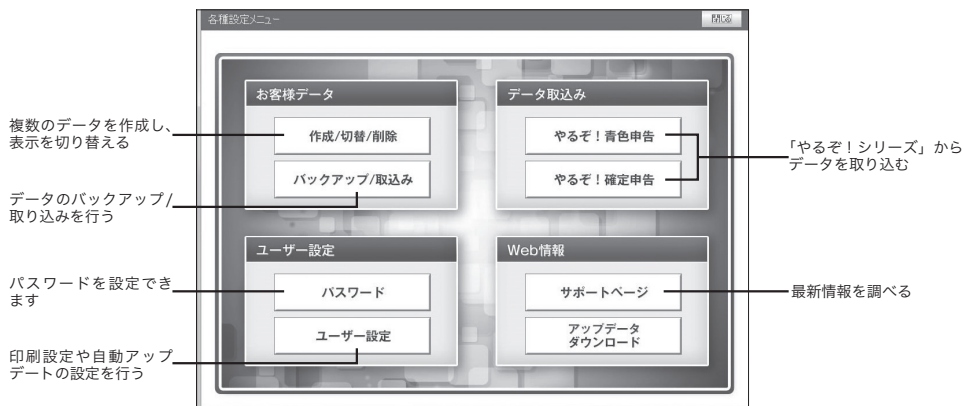 各種設定メニュー
閉じる
お客様データ
作成/切替/削除
バックアップ/取込み
データ取込み
やるぞ！青色申告
やるぞ！確定申告
ユーザー設定
パスワード
ユーザー設定
Web情報
サポートページ
アップデータ
ダウンロード
複数のデータを作成し、
表示を切り替える
データのバックアップ/
取り込みを行う
パスワードを設定でき
ます
印刷設定や自動アップ
デートの設定を行う
「やるぞ！シリーズ」から
データを取り込む
最新情報を調べる